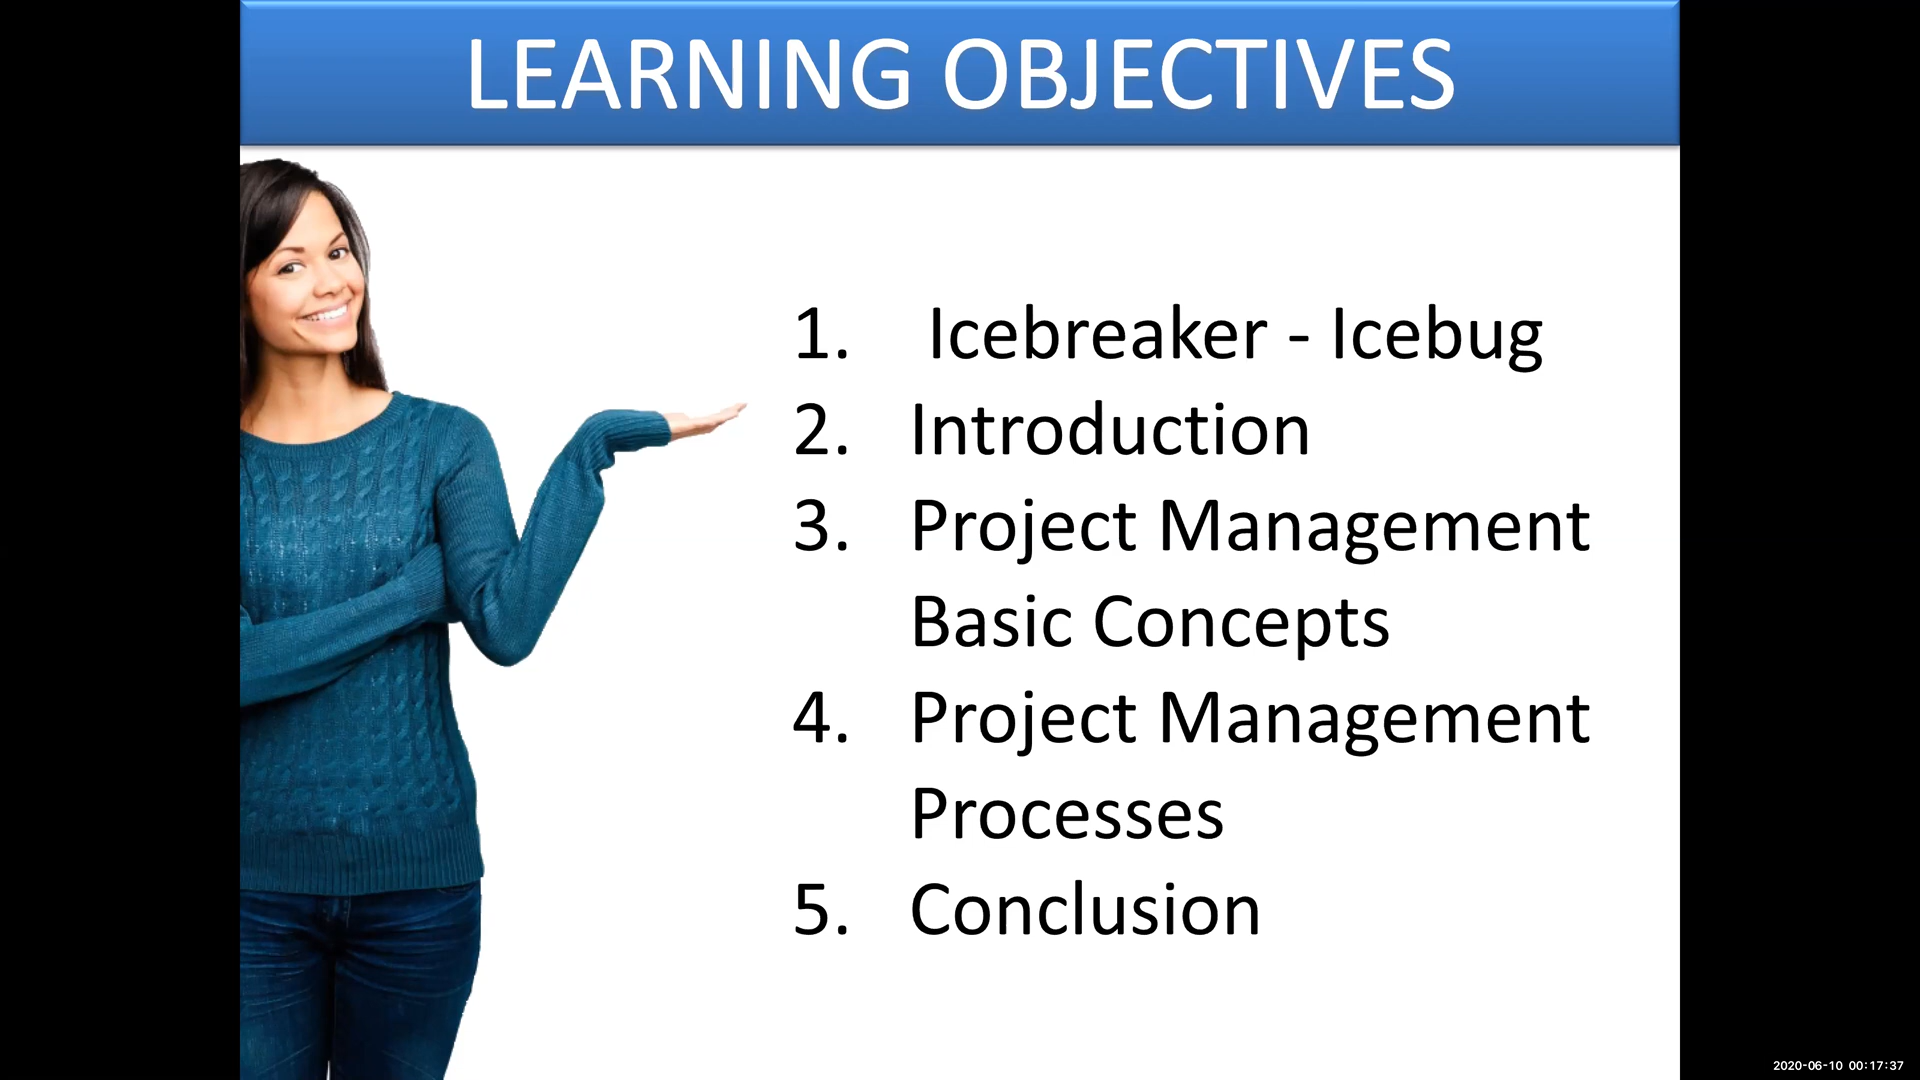 LEARNING OBJECTIVES
1. Icebreaker - Icebug
2. Introduction
3. Project Management
Basic Concepts
4. Project Management
Processes
5. Conclusion
2020-06-10 00:17:37